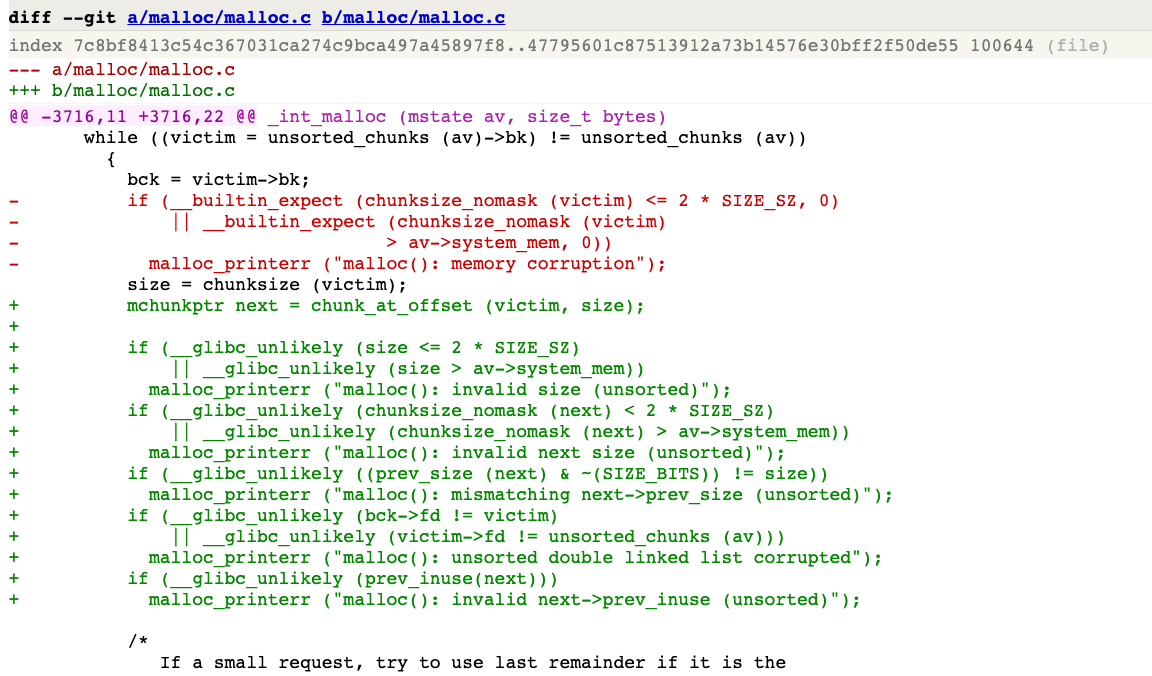 diff --git a/malloc/malloc.c b/malloc/malloc.c
index 7c8bf8413c54c367031ca274c9bca497a45897f8..47795601c87513912a73b14576e30bff2f50de55 100644 (file)
--- a/malloc/malloc.c
+++ b/malloc/malloc.c
@@ -3716,11 +3716,22 @@ _int_malloc (mstate av, size_t bytes)
       while ((victim = unsorted_chunks (av)->bk) != unsorted_chunks (av))
         {
           bck = victim->bk;
-          if (__builtin_expect (chunksize_nomask (victim) <= 2 * SIZE_SZ, 0)
-              || __builtin_expect (chunksize_nomask (victim)
-                                  > av->system_mem, 0))
-            malloc_printerr ("malloc(): memory corruption");
           size = chunksize (victim);
+          mchunkptr next = chunk_at_offset (victim, size);
+
+          if (__glibc_unlikely (size <= 2 * SIZE_SZ)
+              || __glibc_unlikely (size > av->system_mem))
+            malloc_printerr ("malloc(): invalid size (unsorted)");
+          if (__glibc_unlikely (chunksize_nomask (next) < 2 * SIZE_SZ)
+              || __glibc_unlikely (chunksize_nomask (next) > av->system_mem))
+            malloc_printerr ("malloc(): invalid next size (unsorted)");
+          if (__glibc_unlikely ((prev_size (next) & ~(SIZE_BITS)) != size))
+            malloc_printerr ("malloc(): mismatching next->prev_size (unsorted)");
+          if (__glibc_unlikely (bck->fd != victim)
+              || __glibc_unlikely (victim->fd != unsorted_chunks (av)))
+            malloc_printerr ("malloc(): unsorted double linked list corrupted");
+          if (__glibc_unlikely (prev_inuse(next)))
+            malloc_printerr ("malloc(): invalid next->prev_inuse (unsorted)");
 
           /*
              If a small request, try to use last remainder if it is the